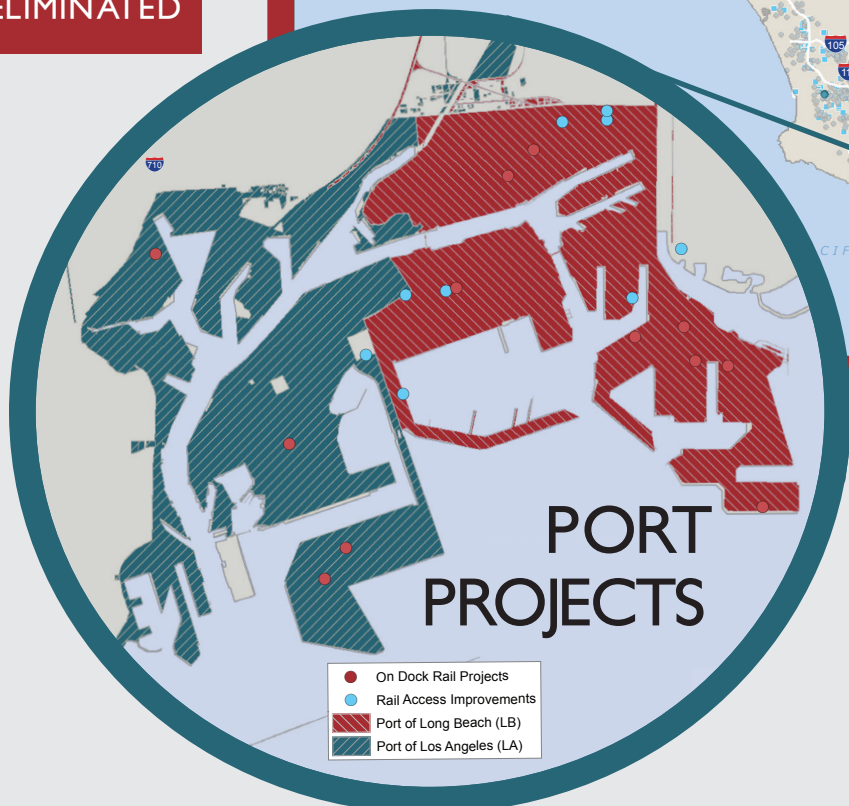 ELIMINATED
105
710
PORT
PROJECTS
On Dock Rail Projects
Rail Access Improvements
Port of Long Beach (LB)
Port of Los Angeles (LA)